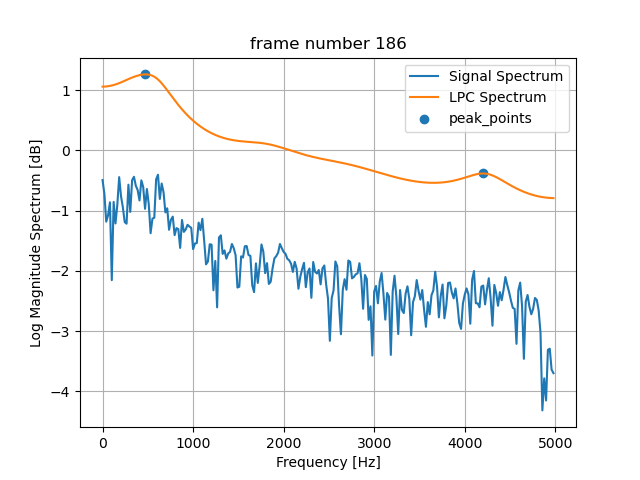 frame number 186
Signal Spectrum
LPC Spectrum
peak_points
Log Magnitude Spectrum [dB]
1
0
−1
−2
−3
−4
0 1000 2000 3000 4000 5000
Frequency [Hz]